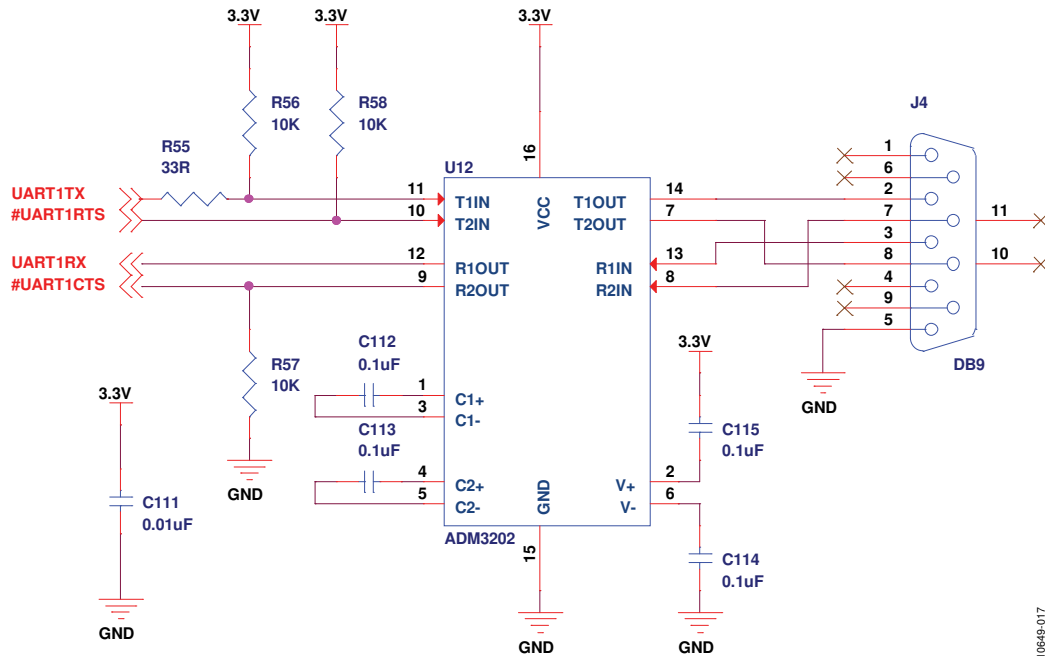 3.3V
3.3V
3.3V
R56
10K
R58
10K
J4
R55
33R
U12
16
1
6
2
7
3
8
4
9
5
11
10
UART1TX
#UART1RTS
11
10
T1IN
T2IN
VCC
T1OUT
T2OUT
14
7
UART1RX
#UART1CTS
12
9
R1OUT
R2OUT
R1IN
R2IN
13
8
DB9
GND
R57
10K
GND
C112
0.1uF
1
3
C1+
C1-
C113
0.1uF
4
5
C2+
C2-
GND
V+
V-
2
6
3.3V
C115
0.1uF
3.3V
C111
0.01uF
GND
ADM3202
15
GND
C114
0.1uF
GND
10649-017